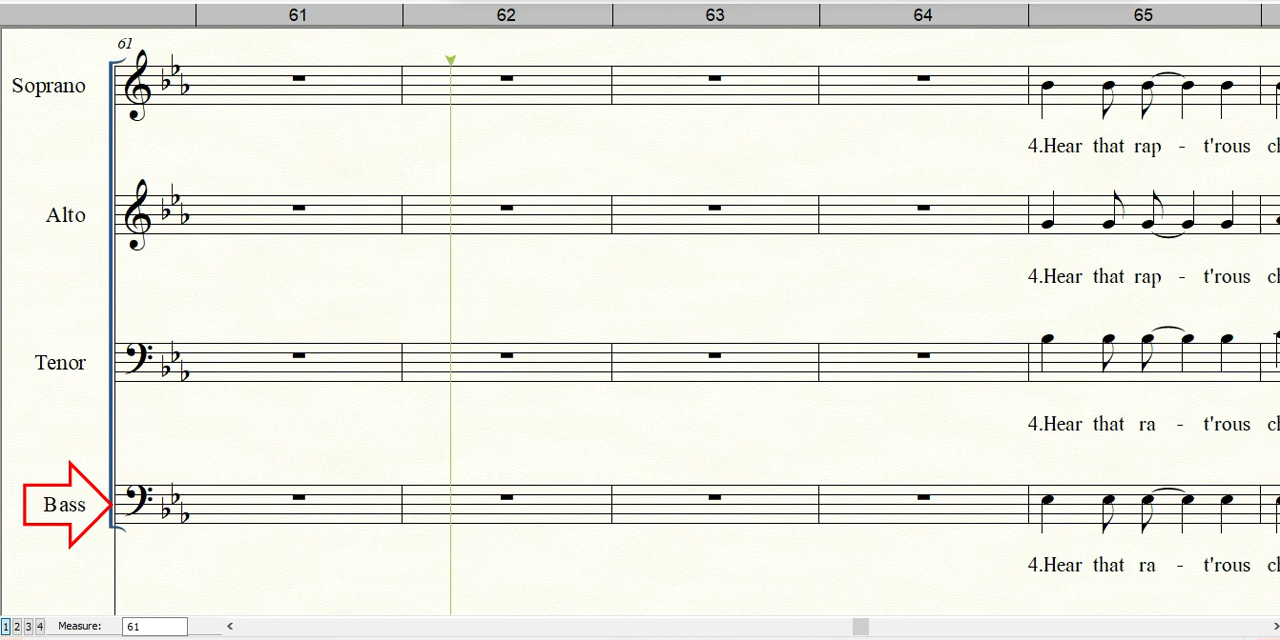 61 62 63 64 65
61
Soprano
4.Hear that rap - t'rous
Alto
4.Hear that rap - t'rous
Tenor
4.Hear that ra - t'rous
Bass
4.Hear that ra - t'rous
1 2 3 4 Measure: 61